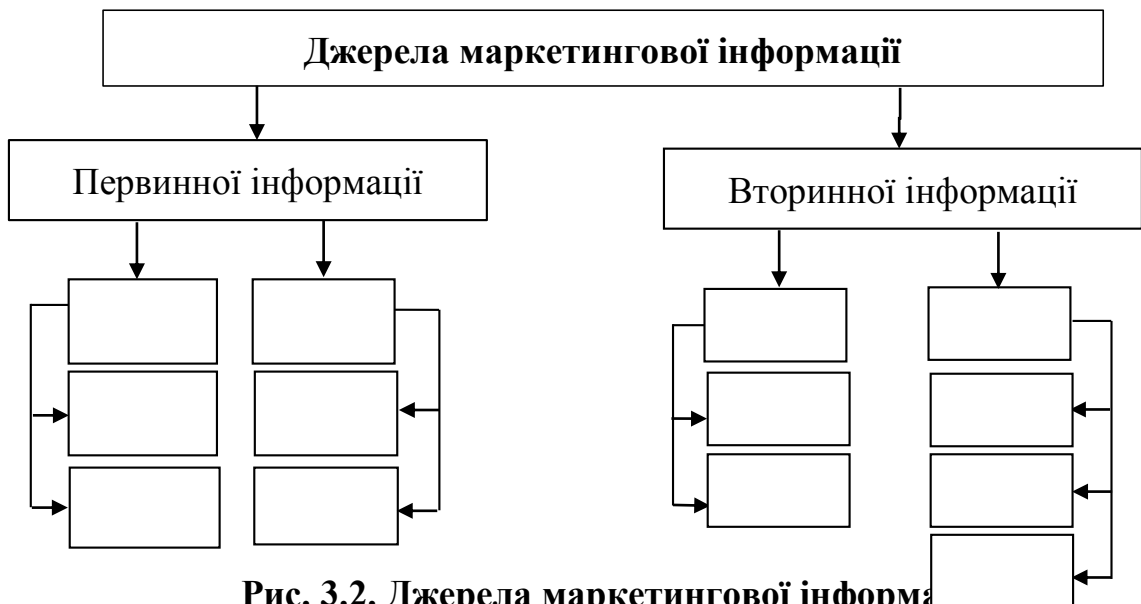 Джерела маркетингової інформації
Первинної інформації
Вторинної інформації
Рис. 3.2. Джерела маркетингової інформа